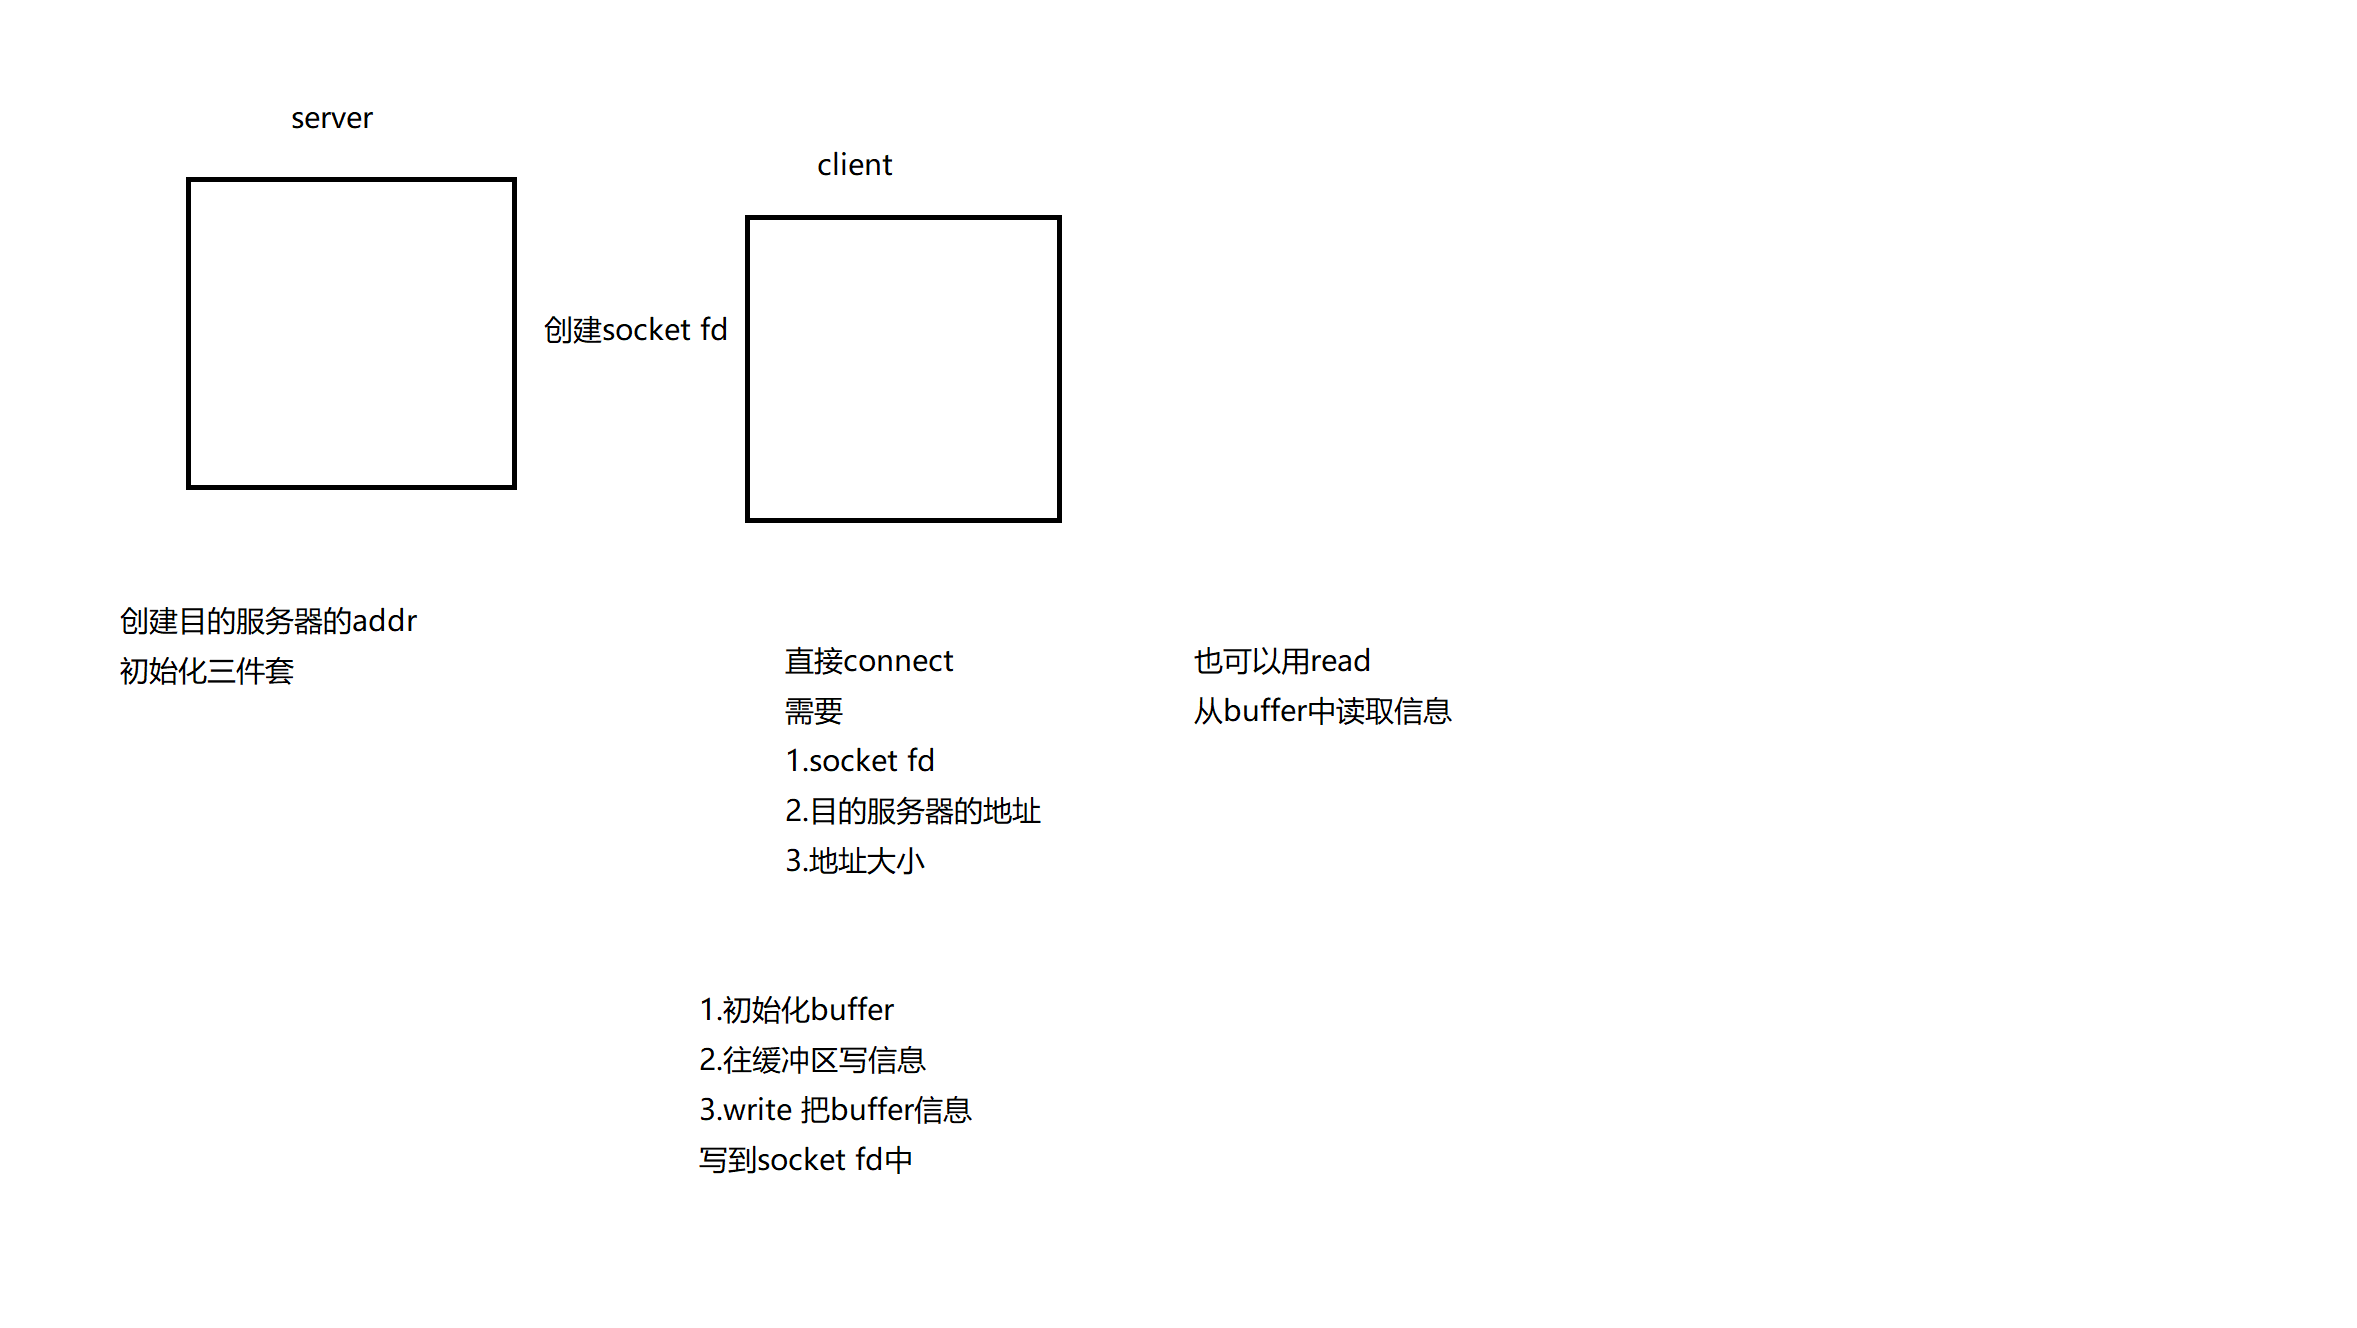 server
client
创建socket fd
创建目的服务器的addr
初始化三件套
直接connect
需要
1.socket fd
2.目的服务器的地址
3.地址大小
也可以用read
从buffer中读取信息
1.初始化buffer
2.往缓冲区写信息
3.write 把buffer信息
写到socket fd中